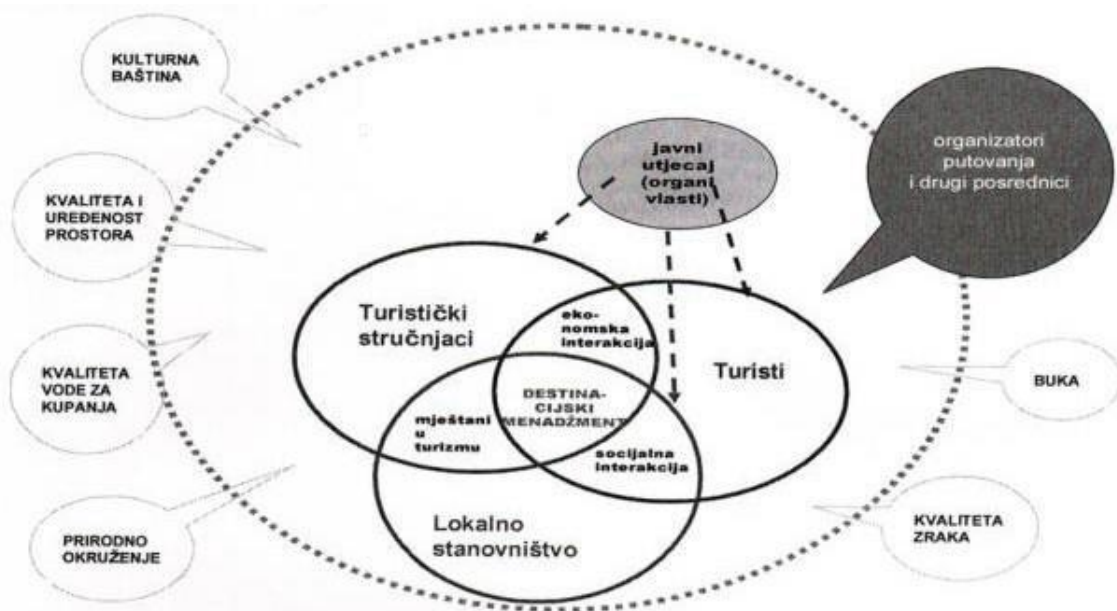 KULTURNA
BAŠTINA
KVALITETA I
UREĐENOST
PROSTORA
KVALITETA
VODE ZA
KUPANJA
PRIRODNO
OKRUŽENJE
javni
utjecaj
(organi
vlasti)
organizatori
putovanja
i drugi posrednici
Turistički
stručnjaci
eko-
nomska
interakcija
Turisti
DESTINA-
CIJSKI
MENADŽMENT
mještani
u
turizmu
socijalna
interakcija
Lokalno
stanovništvo
BUKA
KVALITETA
ZRAKA